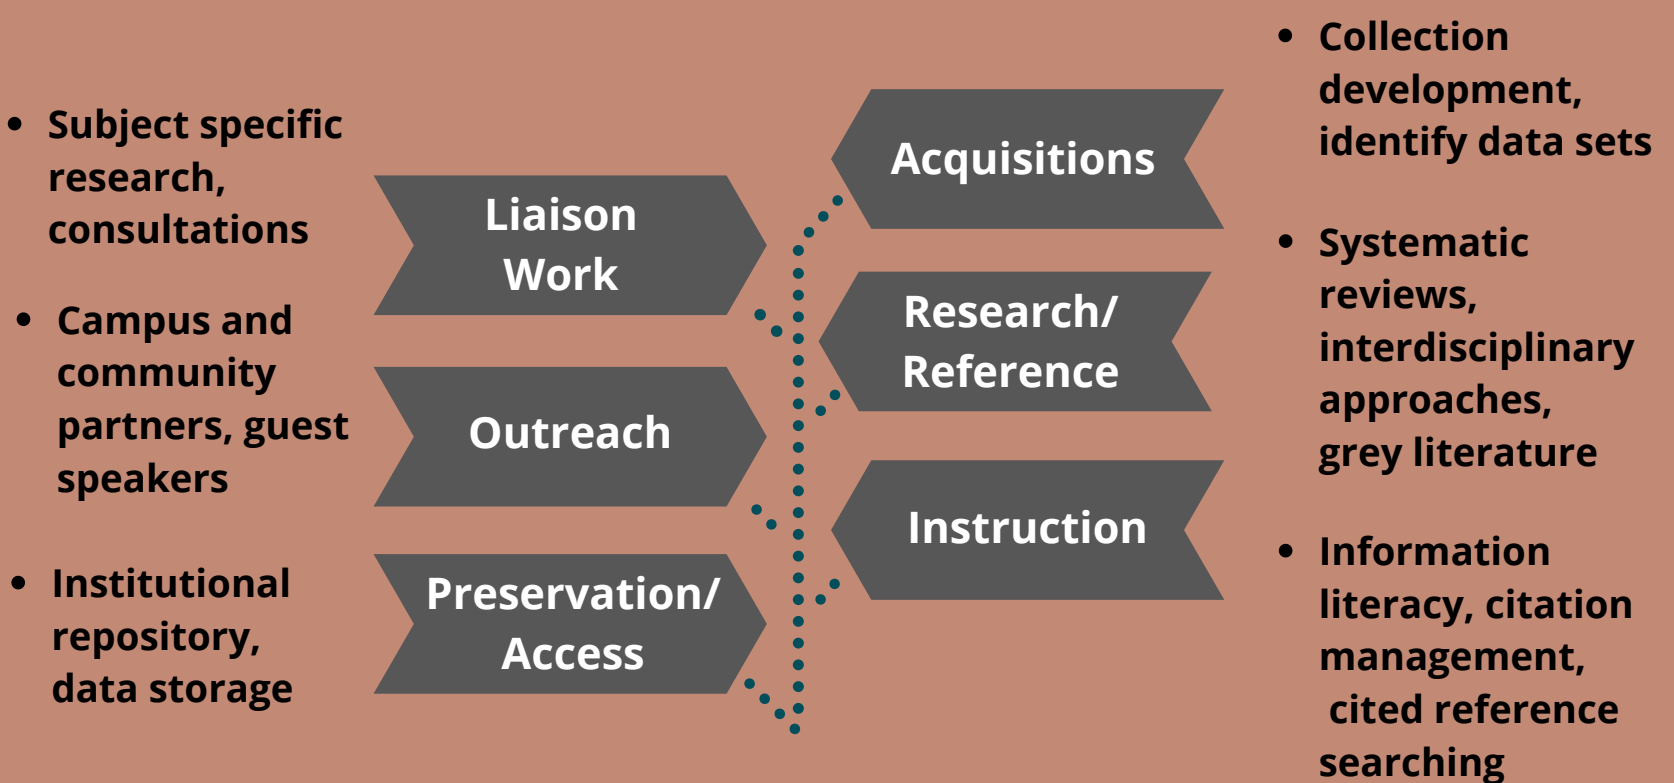 • Subject specific
research,
consultations
• Campus and
community
partners, guest
speakers
• Institutional
repository,
data storage
Liaison
Work
Outreach
Preservation/
Access
Acquisitions
Research/
Reference
Instruction
• Collection
development,
identify data sets
• Systematic
reviews,
interdisciplinary
approaches,
grey literature
• Information
literacy, citation
management,
cited reference
searching